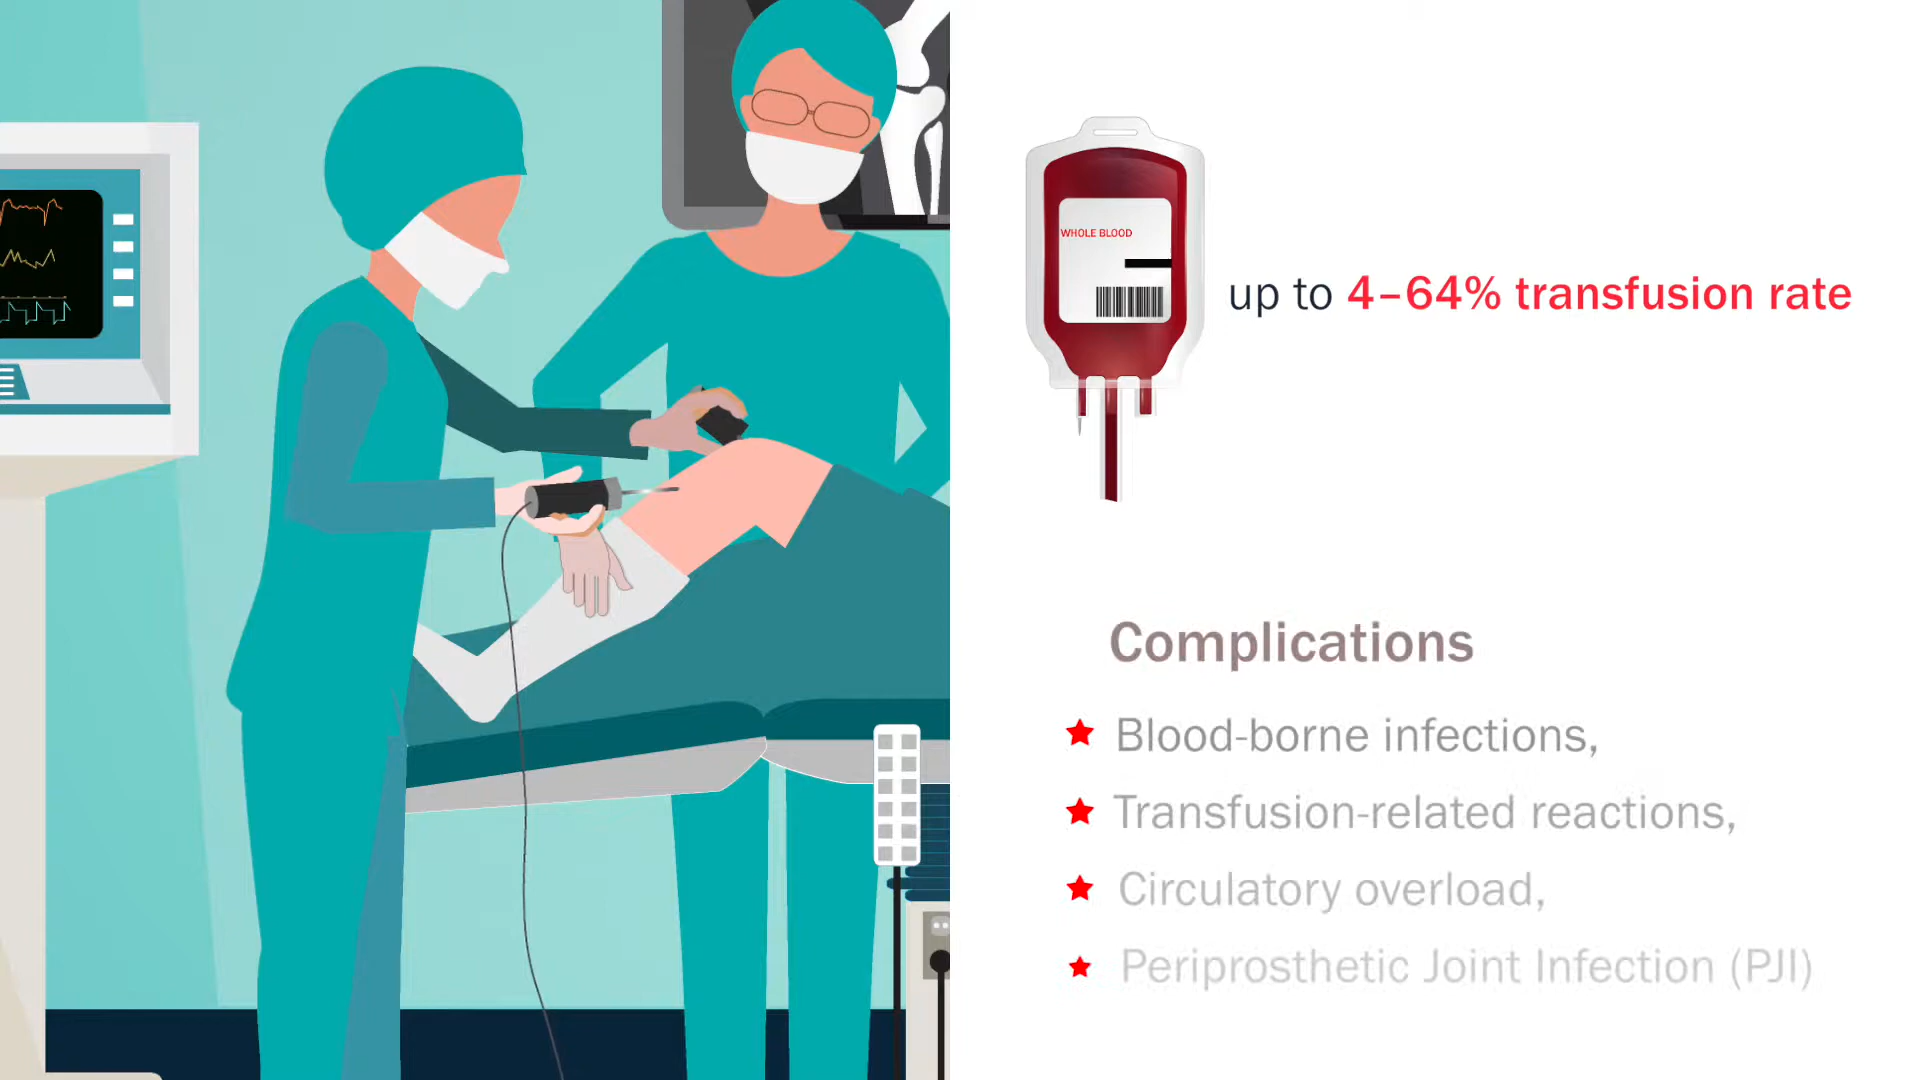 WHOLE BLOOD
up to 4–64% transfusion rate
Complications
Blood-borne infections,
Transfusion-related reactions,
Circulatory overload,
Periprosthetic Joint Infection (PJI)